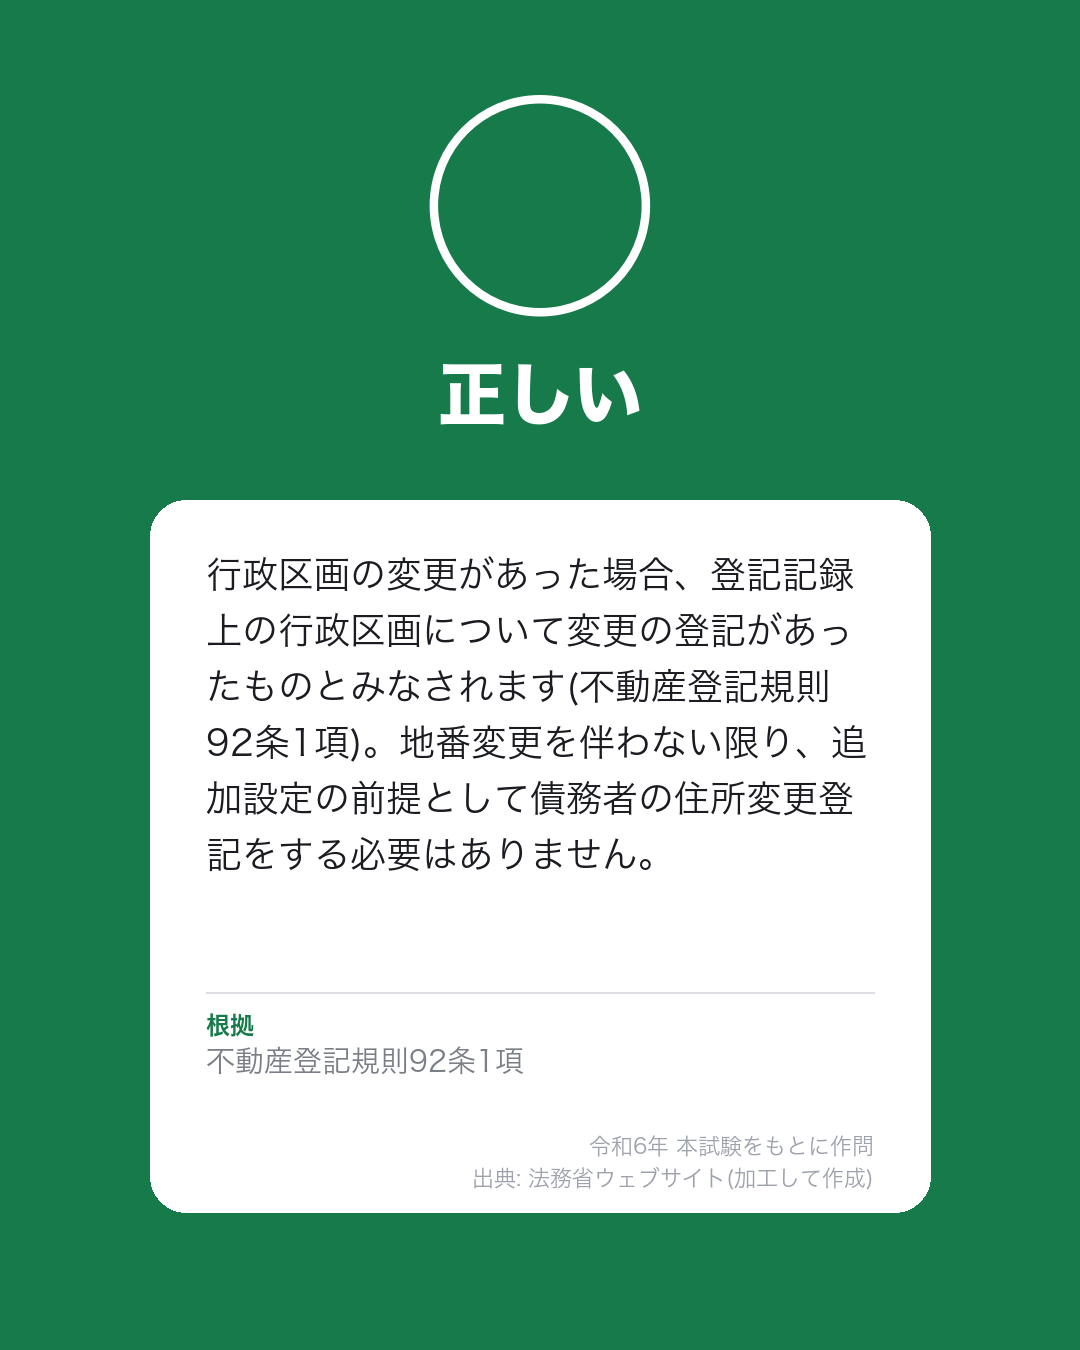 正しい
行政区画の変更があった場合、登記記録
上の行政区画について変更の登記があっ
たものとみなされます(不動産登記規則
92条1項)。地番変更を伴わない限り、追
加設定の前提として債務者の住所変更登
記をする必要はありません。
根拠
不動産登記規則92条1項
令和6年 本試験をもとに作問
出典: 法務省ウェブサイト(加工して作成)